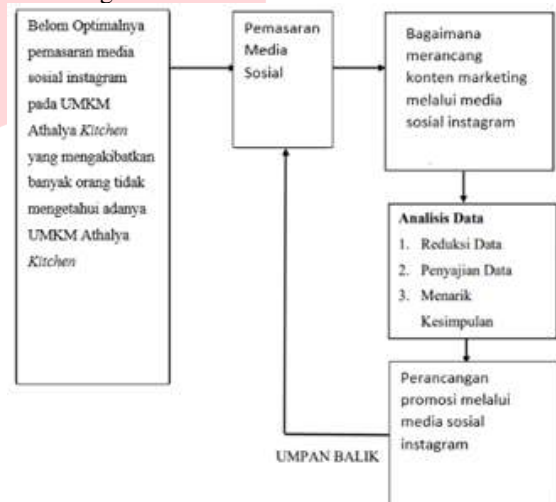 Belom Optimalnya
pemasaran media
sosial instagram
pada UMKM
Athalya Kitchen
yang mengakibatkan
banyak orang tidak
mengetahui adanya
UMKM Athalya
Kitchen
Pemasaran
Media
Sosial
Bagaimana
merancang
konten marketing
melalui media
sosial instagram
Analisis Data
1. Reduksi Data
2. Penyajian Data
3. Menarik
Kesimpulan
Perancangan
promosi melalui
media sosial
instagram
UMPAN BALIK